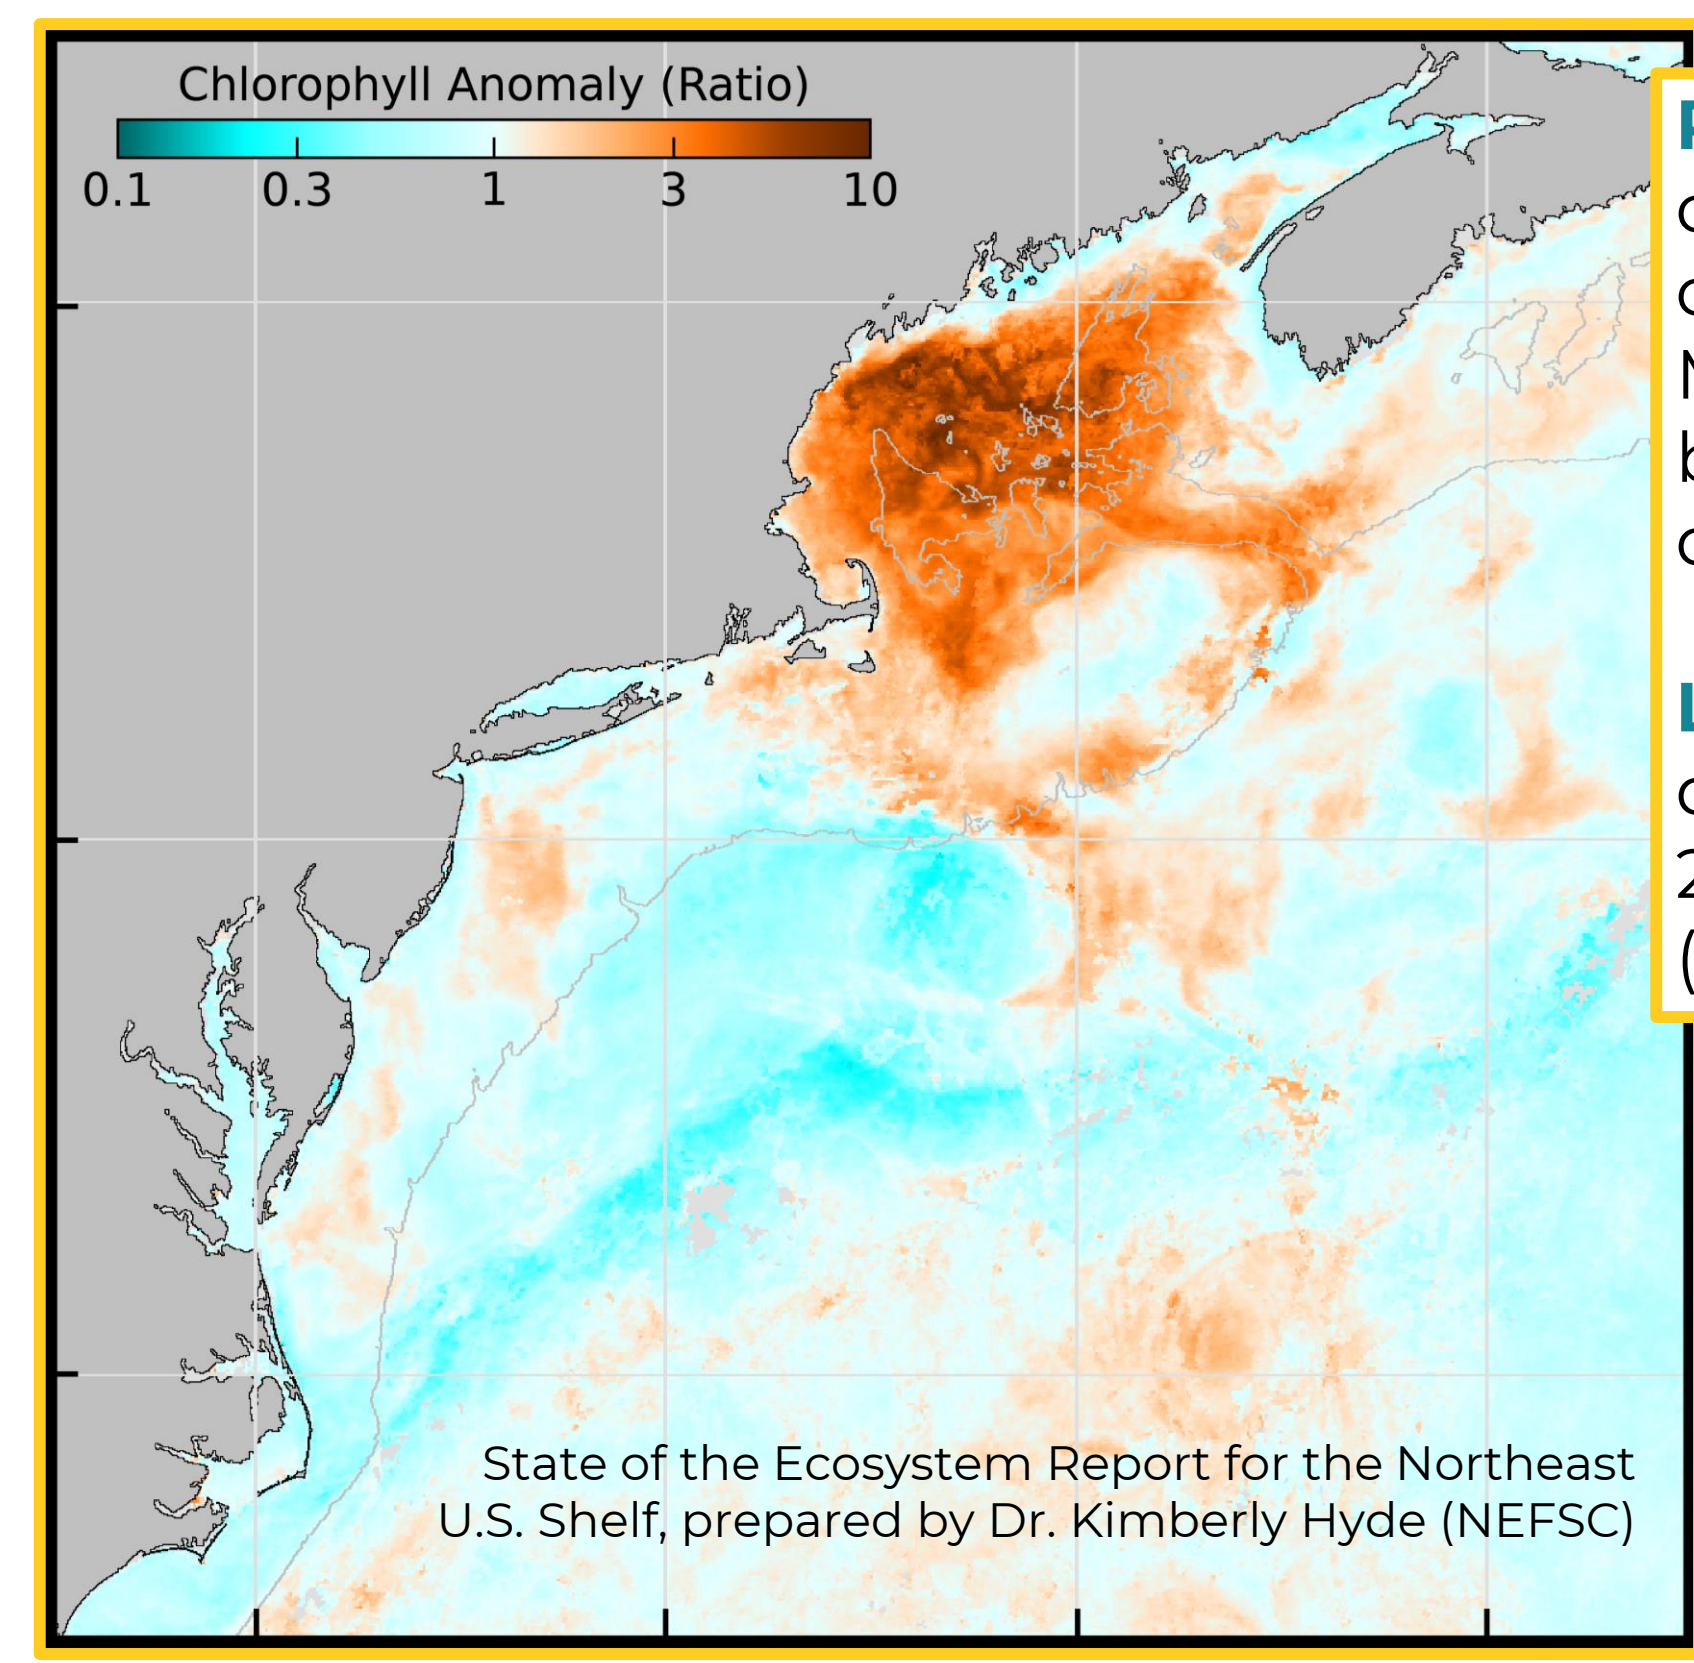 Chlorophyll Anomaly (Ratio)
0.1 0.3 1 3 10
State of the Ecosystem Report for the Northeast
U.S. Shelf, prepared by Dr. Kimberly Hyde (NEFSC)